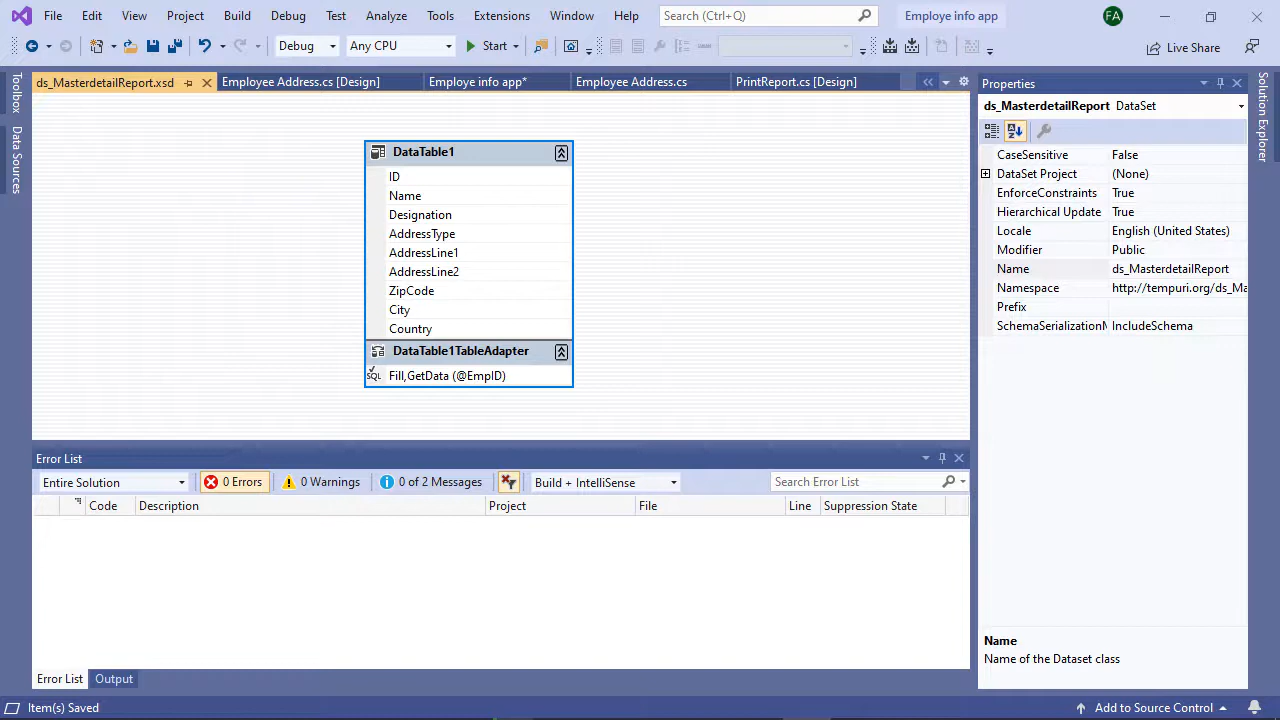 File Edit View Project Build Debug Test Analyze Tools Extensions Window Help Search (Ctrl+Q) Employe info app FA
Debug Any CPU Start Live Share
ds_MasterdetailReport.xsd Employee Address.cs [Design] Employe info app* Employee Address.cs PrintReport.cs [Design]
Toolbox
Data Sources
DataTable1
ID
Name
Designation
AddressType
AddressLine1
AddressLine2
ZipCode
City
Country
DataTable1TableAdapter
SQL Fill,GetData (@EmpID)
Properties
ds_MasterdetailReport DataSet
CaseSensitive False
DataSet Project (None)
EnforceConstraints True
Hierarchical Update True
Locale English (United States)
Modifier Public
Name ds_MasterdetailReport
Namespace http://tempuri.org/ds_Ma
Prefix
SchemaSerializationM IncludeSchema
Name
Name of the Dataset class
Solution Explorer
Error List
Entire Solution 0 Errors 0 Warnings 0 of 2 Messages Build + IntelliSense Search Error List
Code Description Project File Line Suppression State
Error List Output
Item(s) Saved Add to Source Control